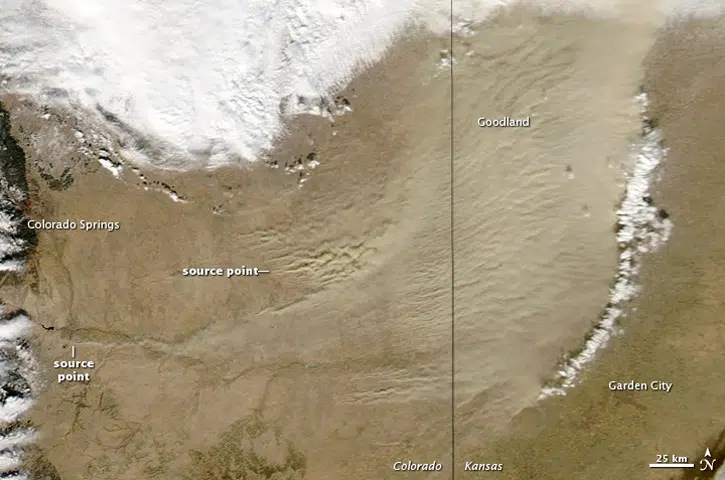 Goodland
Colorado Springs
source point
source
point
Garden City
Colorado
Kansas
25 km
N